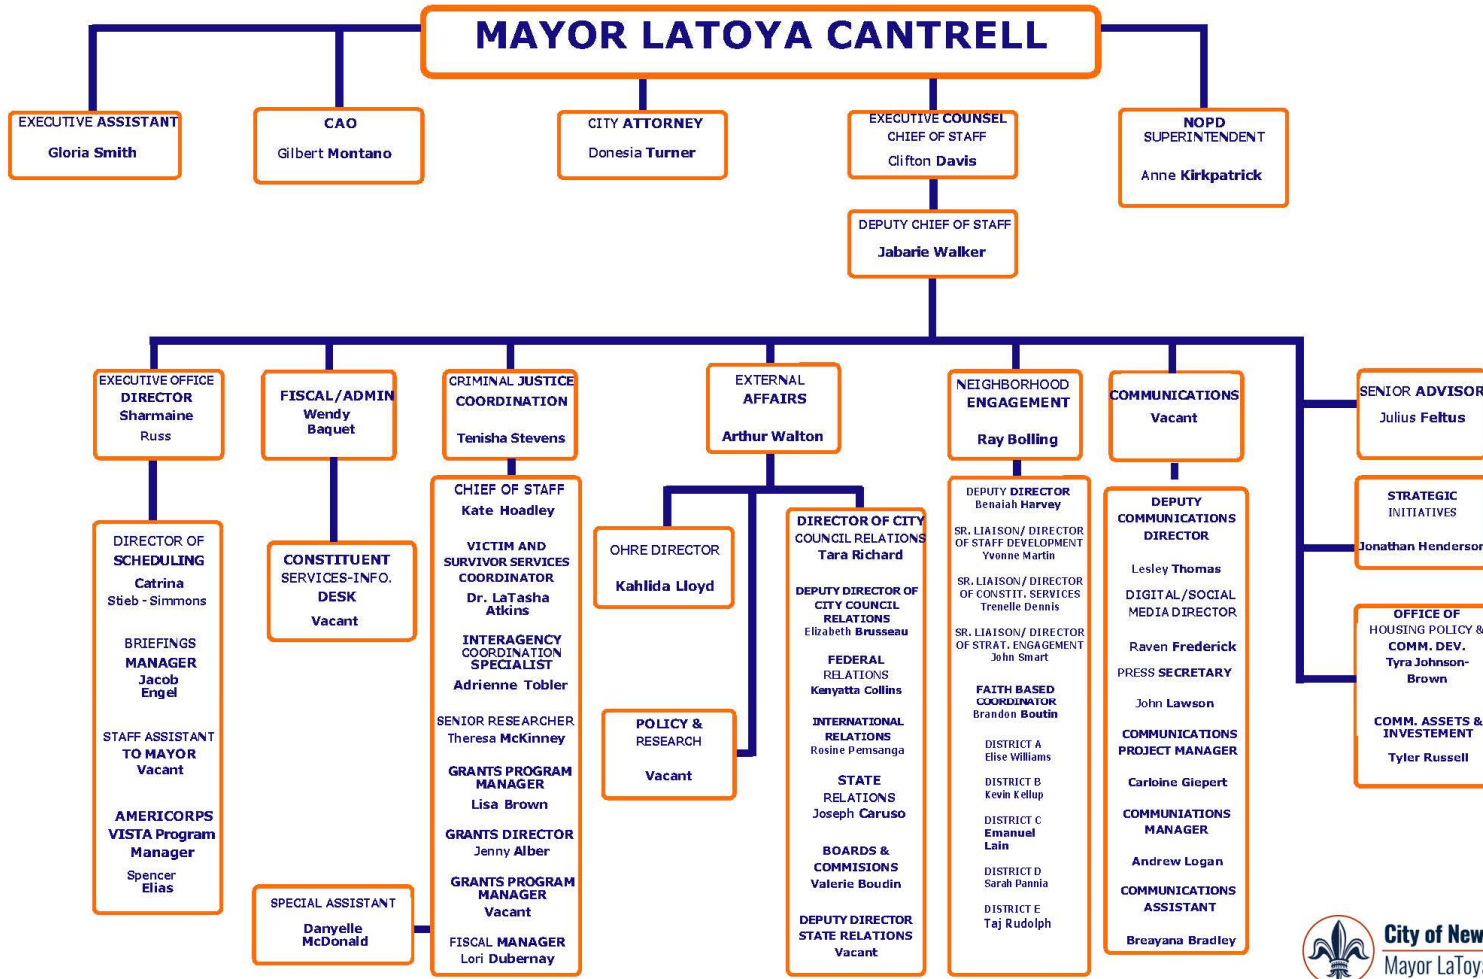 MAYOR LATOYA CANTRELL
EXECUTIVE ASSISTANT
Gloria Smith
CAO
Gilbert Montano
CITY ATTORNEY
Donesia Turner
EXECUTIVE COUNSEL
CHIEF OF STAFF
Clifton Davis
NOPD
SUPERINTENDENT
Anne Kirkpatrick
DEPUTY CHIEF OF STAFF
Jabarie Walker
EXECUTIVE OFFICE
DIRECTOR
Sharmaine
Russ
FISCAL/ADMIN
Wendy
Baquet
CRIMINAL JUSTICE
COORDINATION
Tenisha Stevens
EXTERNAL
AFFAIRS
Arthur Walton
NEIGHBORHOOD
ENGAGEMENT
Ray Bolling
COMMUNICATIONS
Vacant
SENIOR ADVISOR
Julius Feltus
DIRECTOR OF
SCHEDULING
Catrina
Stieb - Simmons
BRIEFINGS
MANAGER
Jacob
Engel
STAFF ASSISTANT
TO MAYOR
Vacant
AMERICORPS
VISTA Program
Manager
Spencer
Elias
CONSTITUENT
SERVICES-INFO.
DESK
Vacant
SPECIAL ASSISTANT
Danyelle
McDonald
CHIEF OF STAFF
Kate Hoadley
VICTIM AND
SURVIVOR SERVICES
COORDINATOR
Dr. LaTasha
Atkins
INTERAGENCY
COORDINATION
SPECIALIST
Adrienne Tobler
SENIOR RESEARCHER
Theresa McKinney
GRANTS PROGRAM
MANAGER
Lisa Brown
GRANTS DIRECTOR
Jenny Alber
GRANTS PROGRAM
MANAGER
Vacant
FISCAL MANAGER
Lori Dubernay
OHRE DIRECTOR
Kahlida Lloyd
POLICY &
RESEARCH
Vacant
DIRECTOR OF CITY
COUNCIL RELATIONS
Tara Richard
DEPUTY DIRECTOR OF
CITY COUNCIL
RELATIONS
Elizabeth Brusseau
FEDERAL
RELATIONS
Kenyatta Collins
INTERNATIONAL
RELATIONS
Rosine Pemsanga
STATE
RELATIONS
Joseph Caruso
BOARDS &
COMMISIONS
Valerie Boudin
DEPUTY DIRECTOR
STATE RELATIONS
Vacant
DEPUTY DIRECTOR
Benaiah Harvey
SR. LIAISON/ DIRECTOR
OF STAFF DEVELOPMENT
Yvonne Martin
SR. LIAISON/ DIRECTOR
OF CONSTIT. SERVICES
Trenelle Dennis
SR. LIAISON/ DIRECTOR
OF STRAT. ENGAGEMENT
John Smart
FAITH BASED
COORDINATOR
Brandon Boutin
DISTRICT A
Elise Williams
DISTRICT B
Kevin Kellup
DISTRICT C
Emanuel
Lain
DISTRICT D
Sarah Pannia
DISTRICT E
Taj Rudolph
DEPUTY
COMMUNICATIONS
DIRECTOR
Lesley Thomas
DIGITAL/SOCIAL
MEDIA DIRECTOR
Raven Frederick
PRESS SECRETARY
John Lawson
COMMUNICATIONS
PROJECT MANAGER
Carloine Giepert
COMMUNIATIONS
MANAGER
Andrew Logan
COMMUNICATIONS
ASSISTANT
Breayana Bradley
STRATEGIC
INITIATIVES
Jonathan Henderson
OFFICE OF
HOUSING POLICY &
COMM. DEV.
Tyra Johnson-
Brown
COMM. ASSETS &
INVESTEMENT
Tyler Russell
City of New
Mayor LaToya